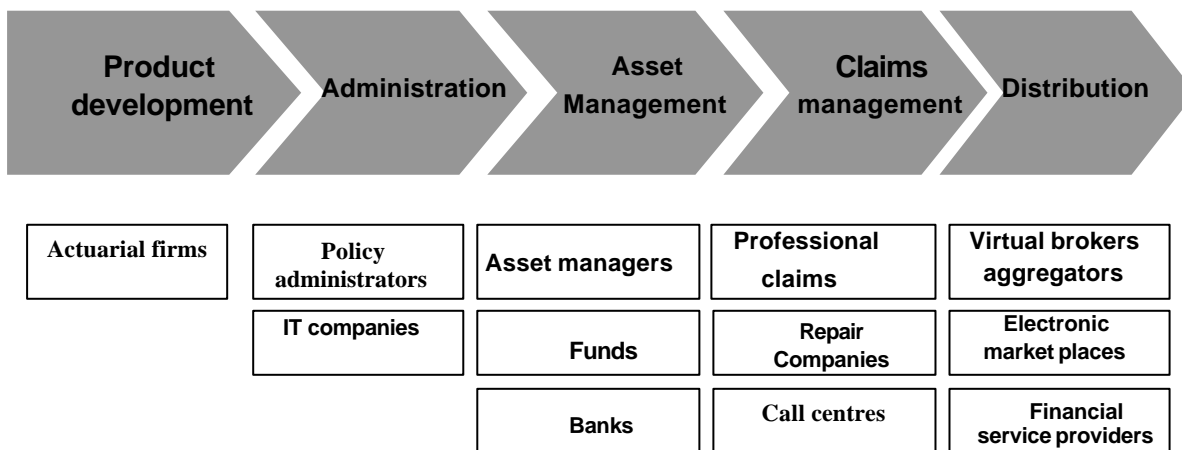 Product
development
Administration
Asset
Management
Claims
management
Distribution
Actuarial firms
Policy
administrators
Asset managers
Professional
claims
Virtual brokers
aggregators
IT companies
Funds
Repair
Companies
Electronic
market places
Banks
Call centres
Financial
service providers